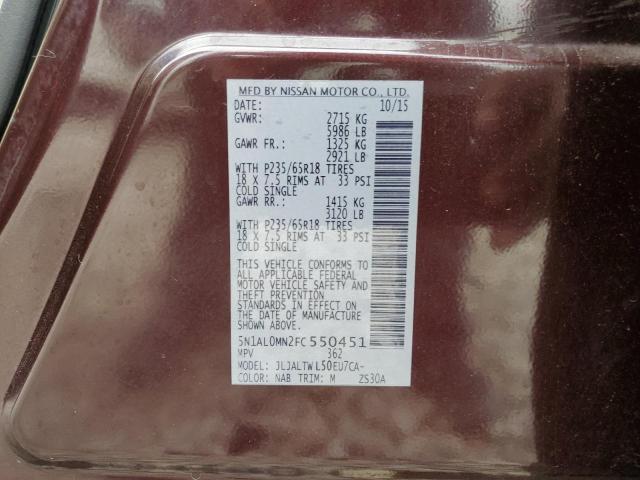 MFD BY NISSAN MOTOR CO., LTD.
DATE: 10/15
GVWR: 2715 KG
5986 LB
GAWR FR.: 1325 KG
2921 LB
WITH P235/65R18 TIRES
18 X 7.5 RIMS AT 33 PSI
COLD SINGLE
GAWR RR.: 1415 KG
3120 LB
WITH P235/65R18 TIRES
18 X 7.5 RIMS AT 33 PSI
COLD SINGLE
THIS VEHICLE CONFORMS TO
ALL APPLICABLE FEDERAL
MOTOR VEHICLE SAFETY AND
THEFT PREVENTION
STANDARDS IN EFFECT ON
THE DATE OF MANUFACTURE
SHOWN ABOVE.
5N1AL0MN2FC550451
MPV 362
MODEL: JLJALTWL50EU7CA-
COLOR: NAB TRIM: M ZS30A